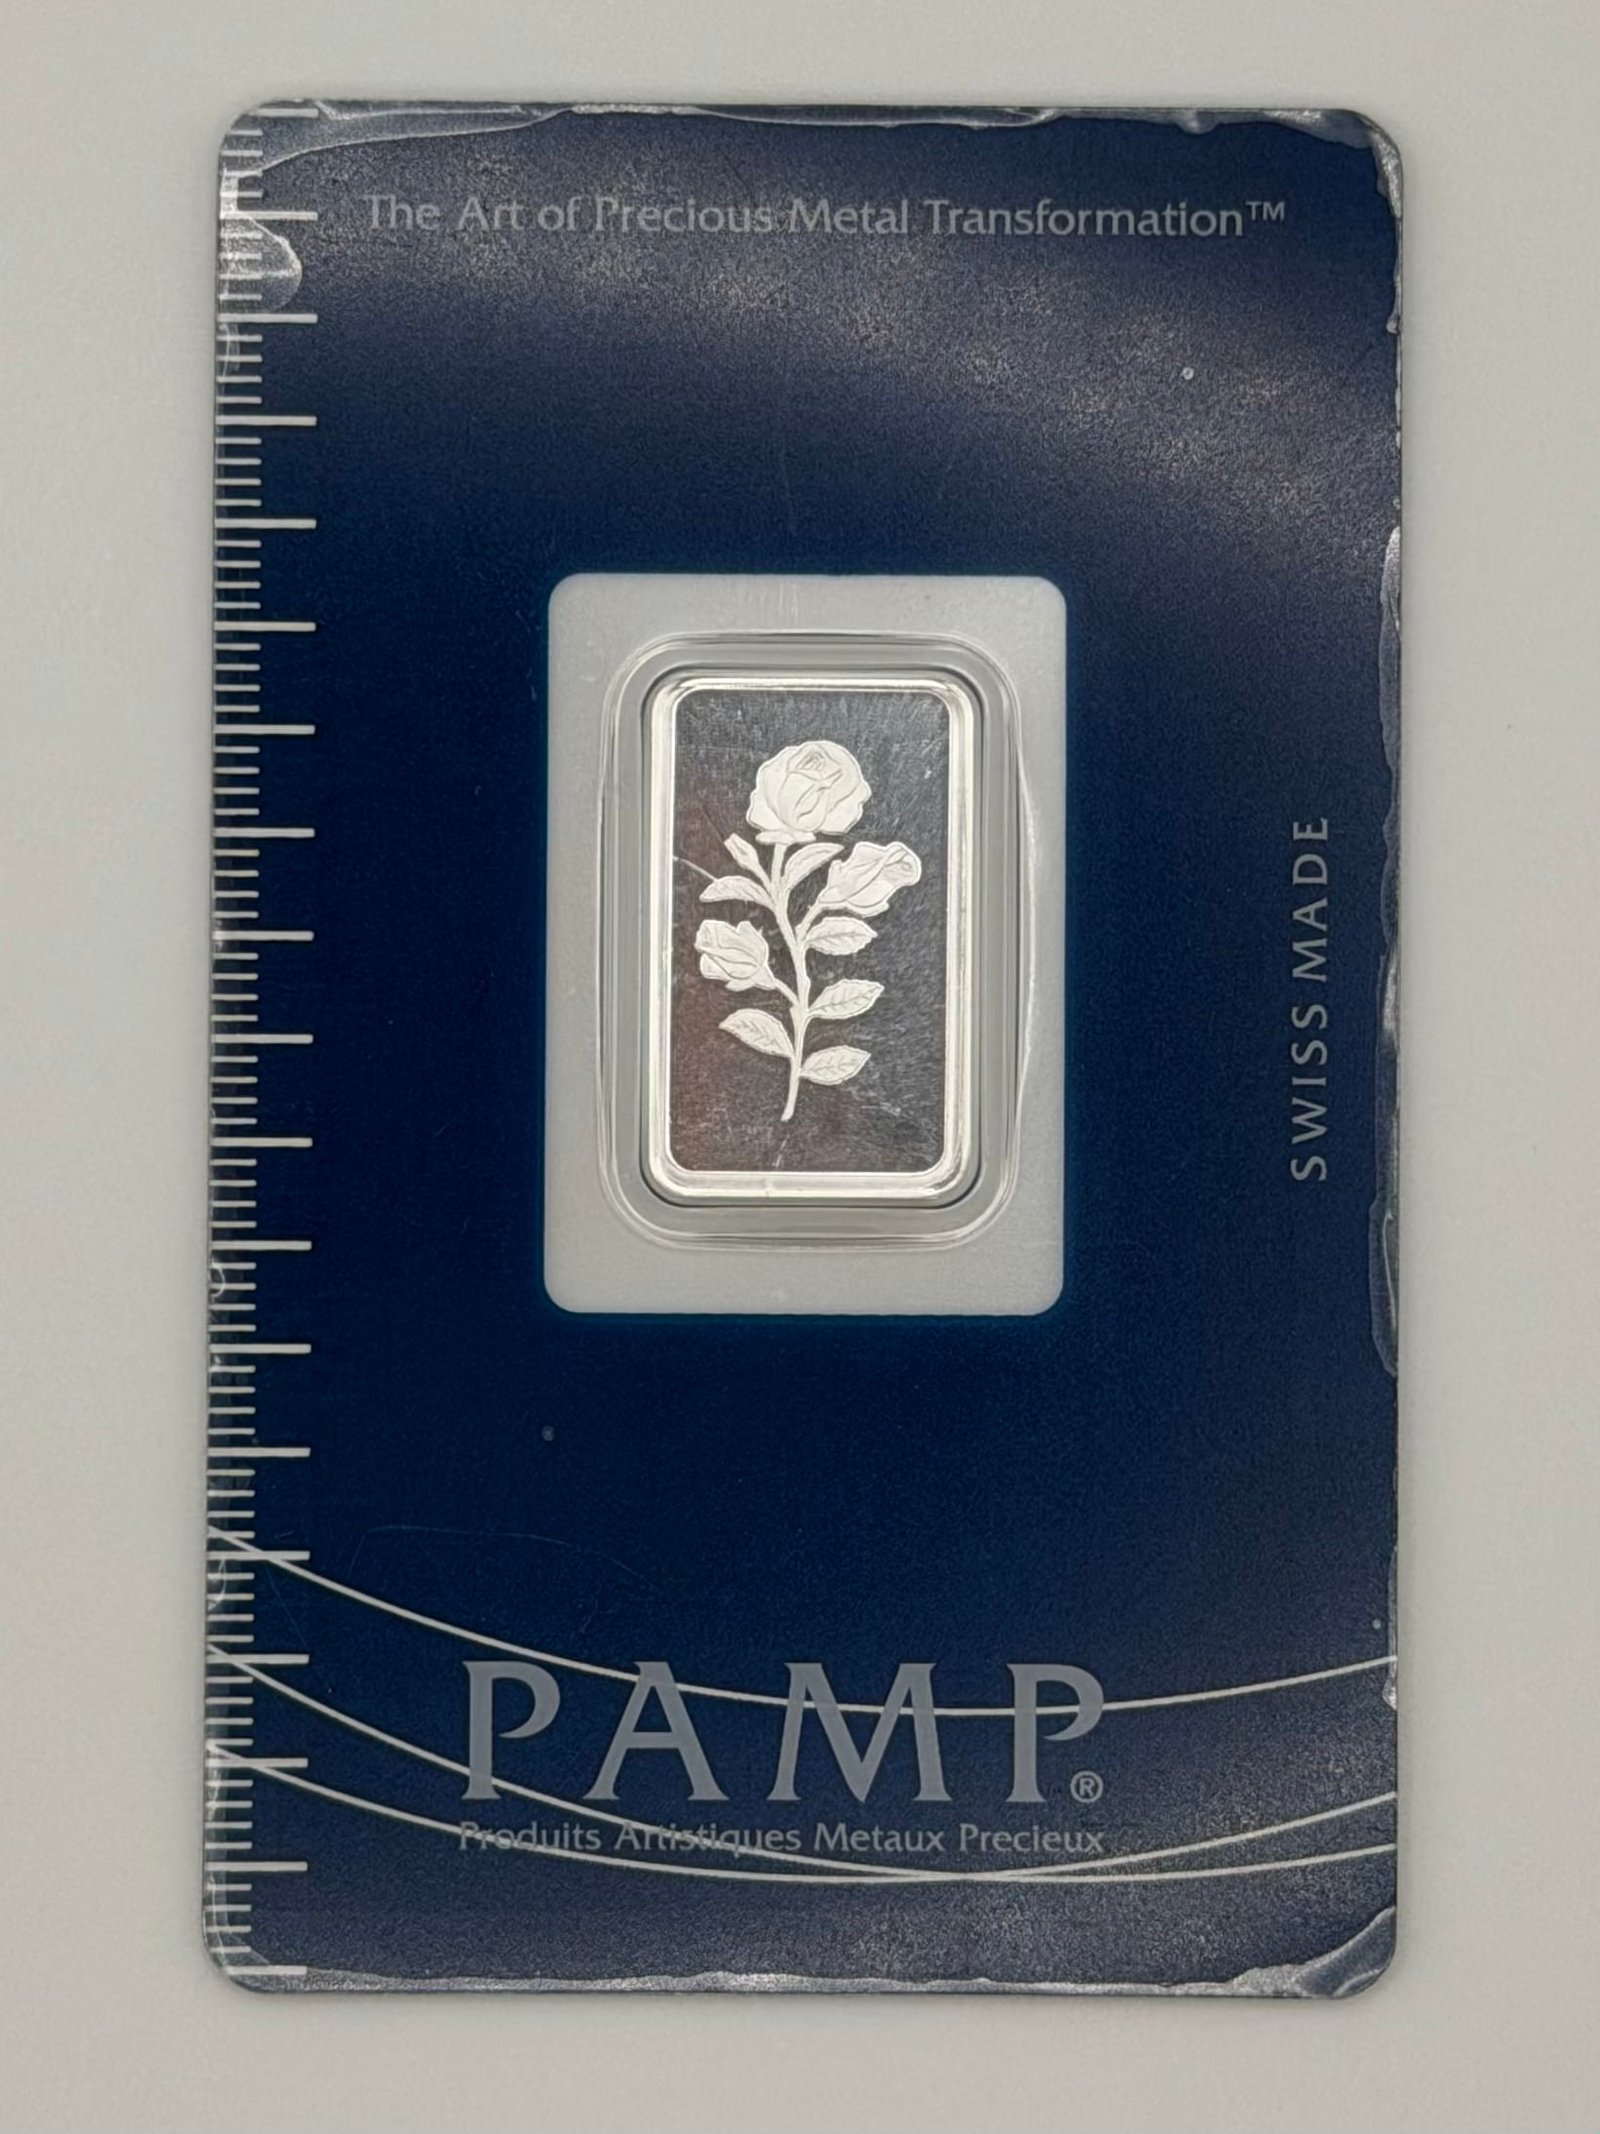 The Art of Precious Metal Transformation™
SWISS MADE
PAMP®
Produits Artistiques Metaux Precieux